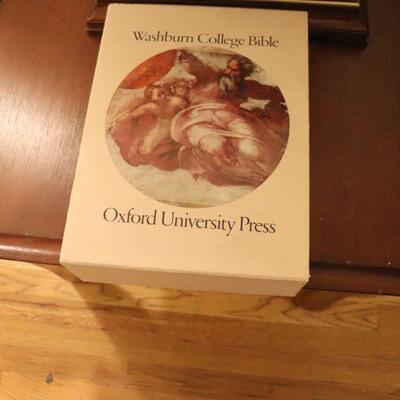 Washburn College Bible
Oxford University Press